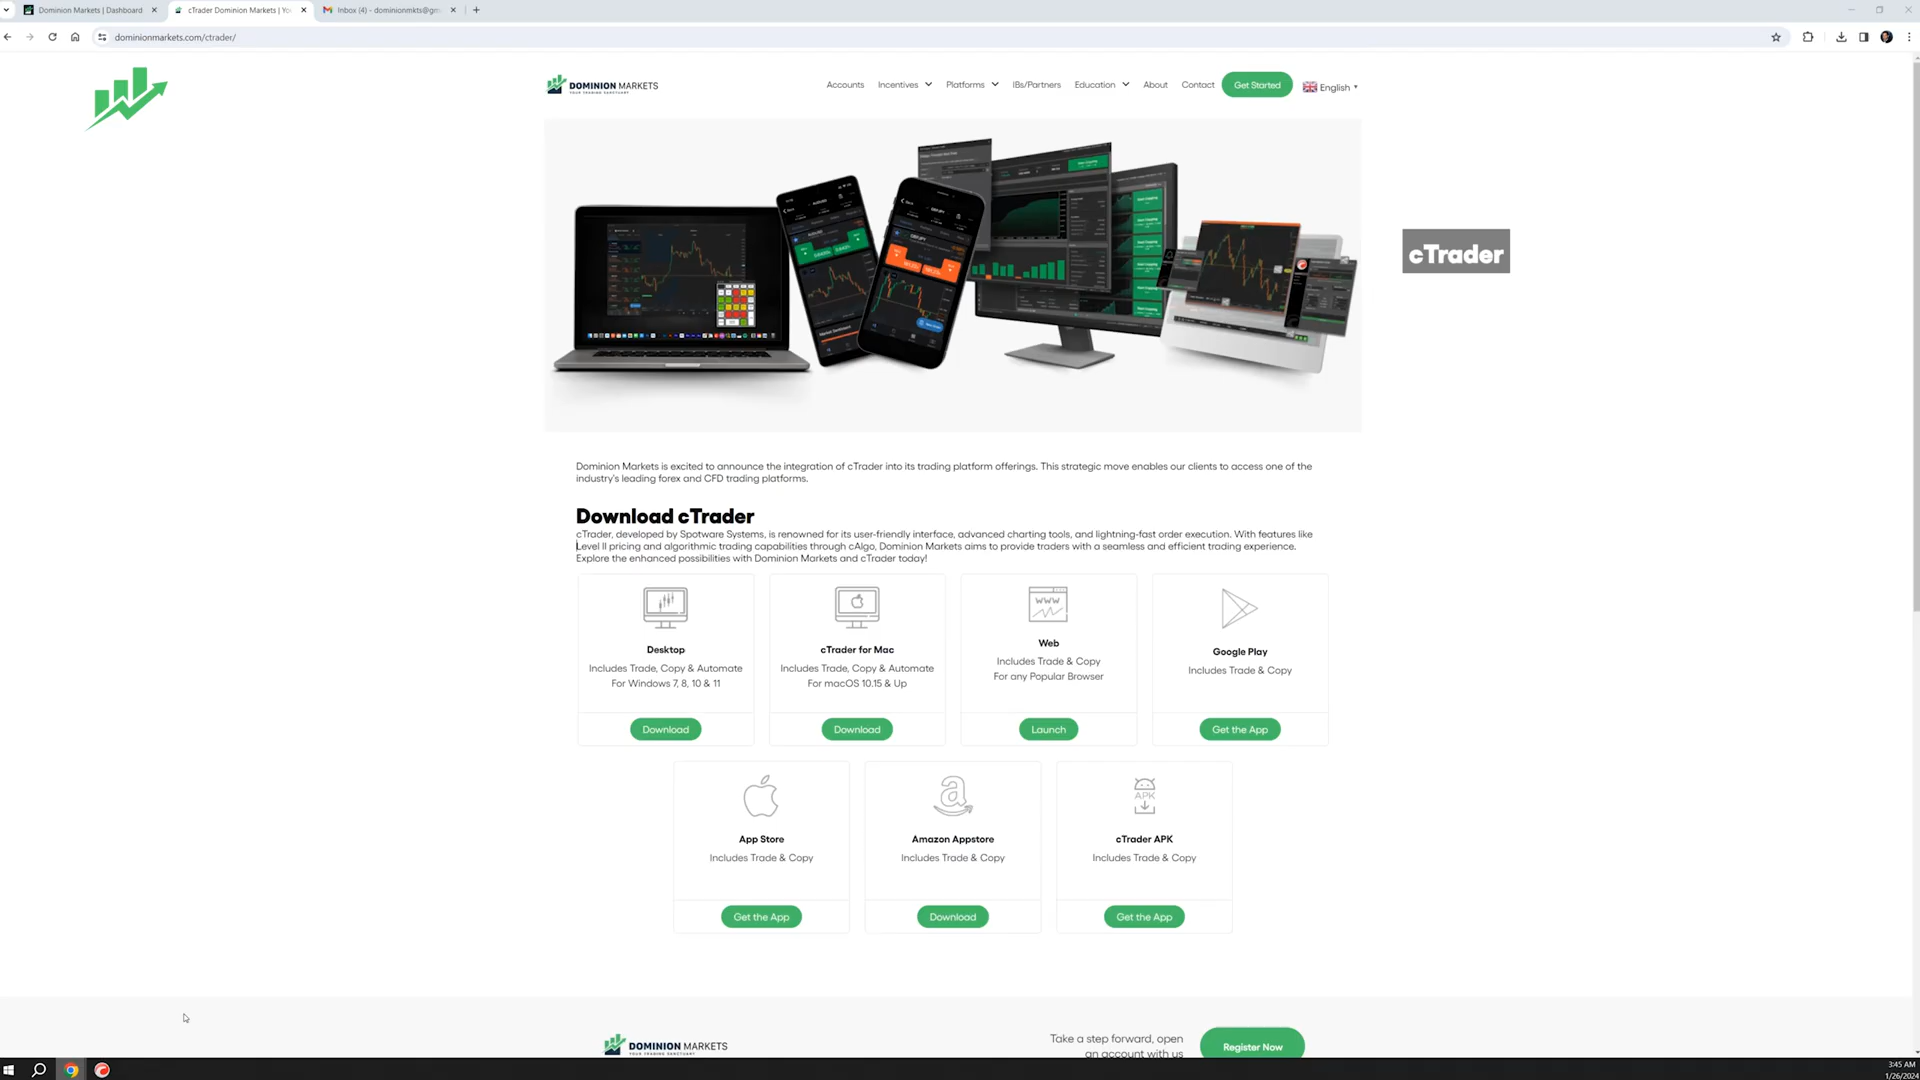 Dominion Markets | Dashboard
cTrader Dominion Markets | Yo
Inbox (4) - dominionmkts@gm
dominionmarkets.com/ctrader/
DOMINION MARKETS
YOUR TRADING SANCTUARY
Accounts
Incentives
Platforms
IBs/Partners
Education
About
Contact
Get Started
English
cTrader
Dominion Markets is excited to announce the integration of cTrader into its trading platform offerings. This strategic move enables our clients to access one of the
industry's leading forex and CFD trading platforms.
Download cTrader
cTrader, developed by Spotware Systems, is renowned for its user-friendly interface, advanced charting tools, and lightning-fast order execution. With features like
Level II pricing and algorithmic trading capabilities through cAlgo, Dominion Markets aims to provide traders with a seamless and efficient trading experience.
Explore the enhanced possibilities with Dominion Markets and cTrader today!
Desktop
Includes Trade, Copy & Automate
For Windows 7, 8, 10 & 11
Download
cTrader for Mac
Includes Trade, Copy & Automate
For macOS 10.15 & Up
Download
WWW
Web
Includes Trade & Copy
For any Popular Browser
Launch
Google Play
Includes Trade & Copy
Get the App
App Store
Includes Trade & Copy
Get the App
Amazon Appstore
Includes Trade & Copy
Download
APK
cTrader APK
Includes Trade & Copy
Get the App
DOMINION MARKETS
YOUR TRADING SANCTUARY
Take a step forward, open
an account with us
Register Now
3:45 AM
1/26/2024